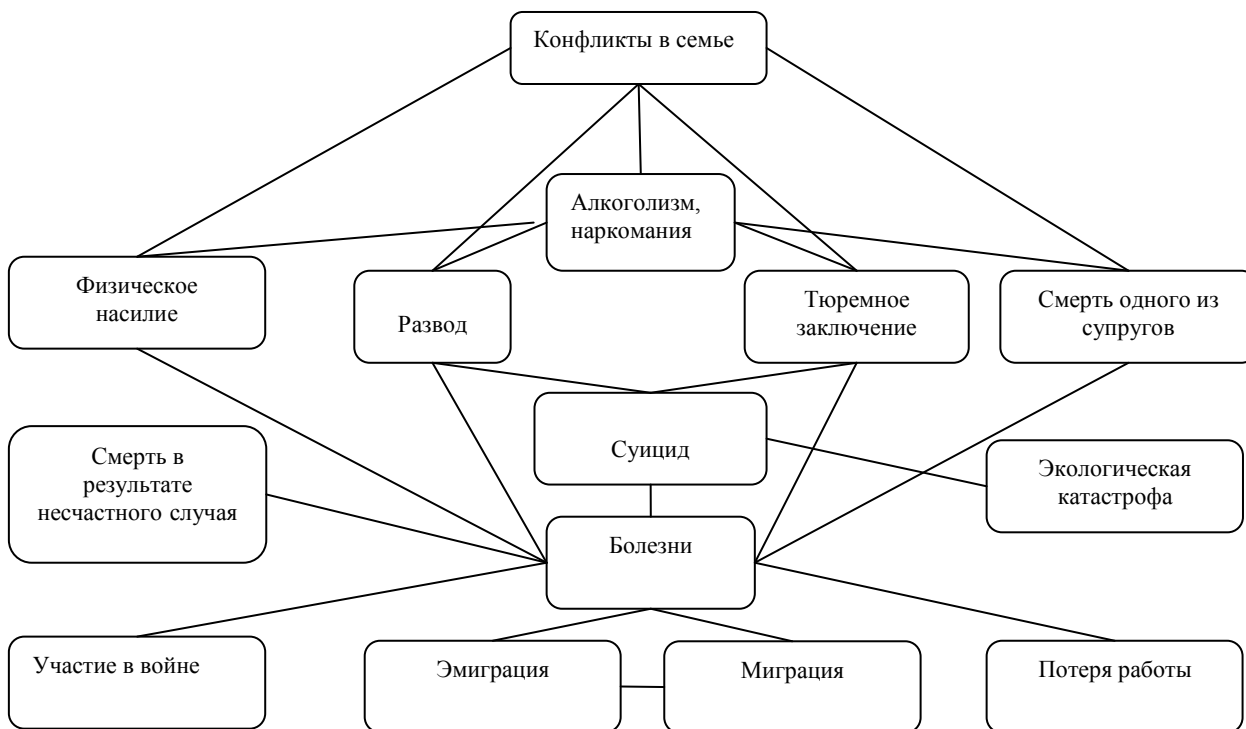 Конфликты в семье
Алкоголизм,
наркомания
Физическое
насилие
Развод
Тюремное
заключение
Смерть одного из
супругов
Смерть в
результате
несчастного случая
Суицид
Экологическая
катастрофа
Болезни
Участие в войне
Эмиграция
Миграция
Потеря работы